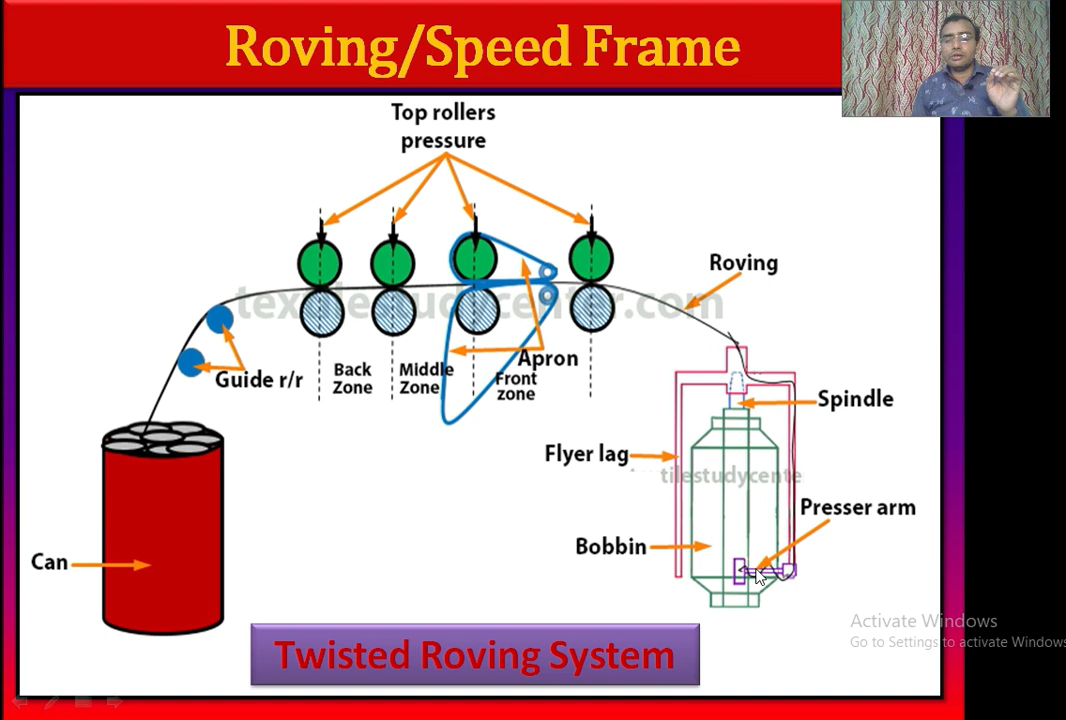 Roving/Speed Frame
Top rollers
pressure
textilestudycenter.com
Roving
Guide r/r
Back
Zone
Middle
Zone
Apron
Front
zone
Spindle
Flyer lag
tilestudycente
Presser arm
Bobbin
Can
Twisted Roving System
Activate Windows
Go to Settings to activate Windows